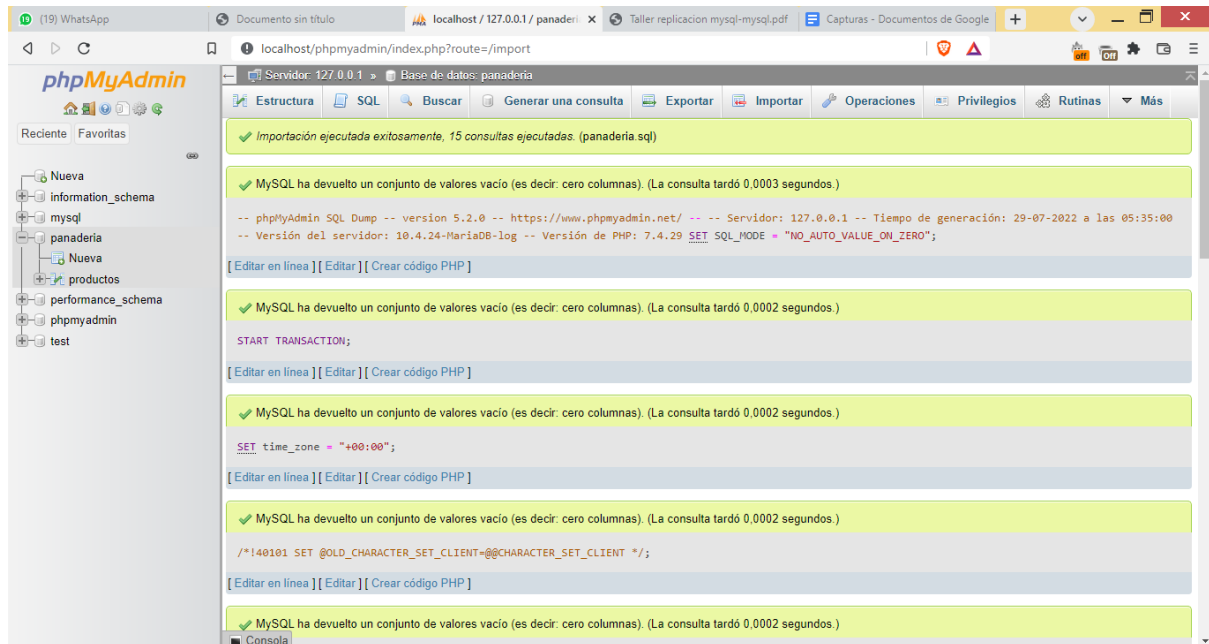 (19) WhatsApp
Documento sin título
localhost / 127.0.0.1 / panaderi
Taller replicacion mysql-mysql.pdf
Capturas - Documentos de Google
localhost/phpmyadmin/index.php?route=/import
off
off
phpMyAdmin
Reciente Favoritas
Nueva
information_schema
mysql
panaderia
Nueva
productos
performance_schema
phpmyadmin
test
Servidor: 127.0.0.1 » Base de datos: panaderia
Estructura SQL Buscar Generar una consulta Exportar Importar Operaciones Privilegios Rutinas Más
Importación ejecutada exitosamente, 15 consultas ejecutadas. (panaderia.sql)
MySQL ha devuelto un conjunto de valores vacío (es decir: cero columnas). (La consulta tardó 0,0003 segundos.)
-- phpMyAdmin SQL Dump -- version 5.2.0 -- https://www.phpmyadmin.net/ -- -- Servidor: 127.0.0.1 -- Tiempo de generación: 29-07-2022 a las 05:35:00
-- Versión del servidor: 10.4.24-MariaDB-log -- Versión de PHP: 7.4.29 SET SQL_MODE = "NO_AUTO_VALUE_ON_ZERO";
[ Editar en línea ] [ Editar ] [ Crear código PHP ]
MySQL ha devuelto un conjunto de valores vacío (es decir: cero columnas). (La consulta tardó 0,0002 segundos.)
START TRANSACTION;
[ Editar en línea ] [ Editar ] [ Crear código PHP ]
MySQL ha devuelto un conjunto de valores vacío (es decir: cero columnas). (La consulta tardó 0,0002 segundos.)
SET time_zone = "+00:00";
[ Editar en línea ] [ Editar ] [ Crear código PHP ]
MySQL ha devuelto un conjunto de valores vacío (es decir: cero columnas). (La consulta tardó 0,0002 segundos.)
/*!40101 SET @OLD_CHARACTER_SET_CLIENT=@@CHARACTER_SET_CLIENT */;
[ Editar en línea ] [ Editar ] [ Crear código PHP ]
MySQL ha devuelto un conjunto de valores vacío (es decir: cero columnas). (La consulta tardó 0,0002 segundos.)
Consola